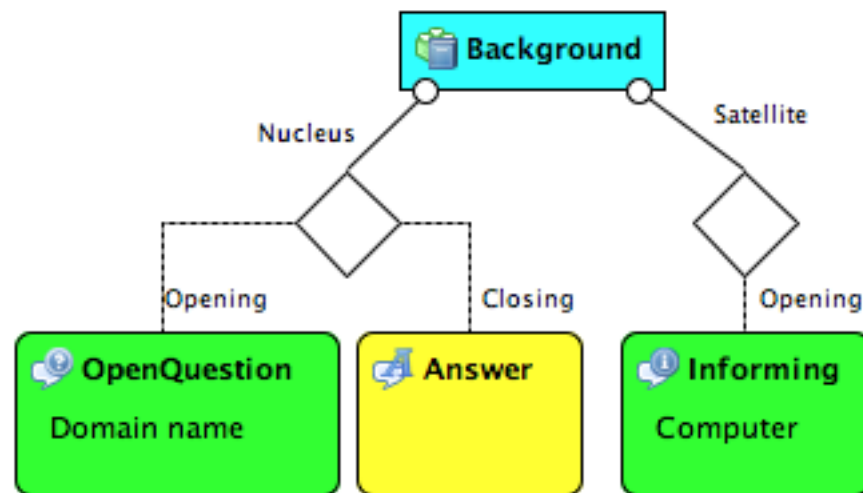 Background
Nucleus
Satellite
Opening
Closing
Opening
OpenQuestion
Domain name
Answer
Informing
Computer